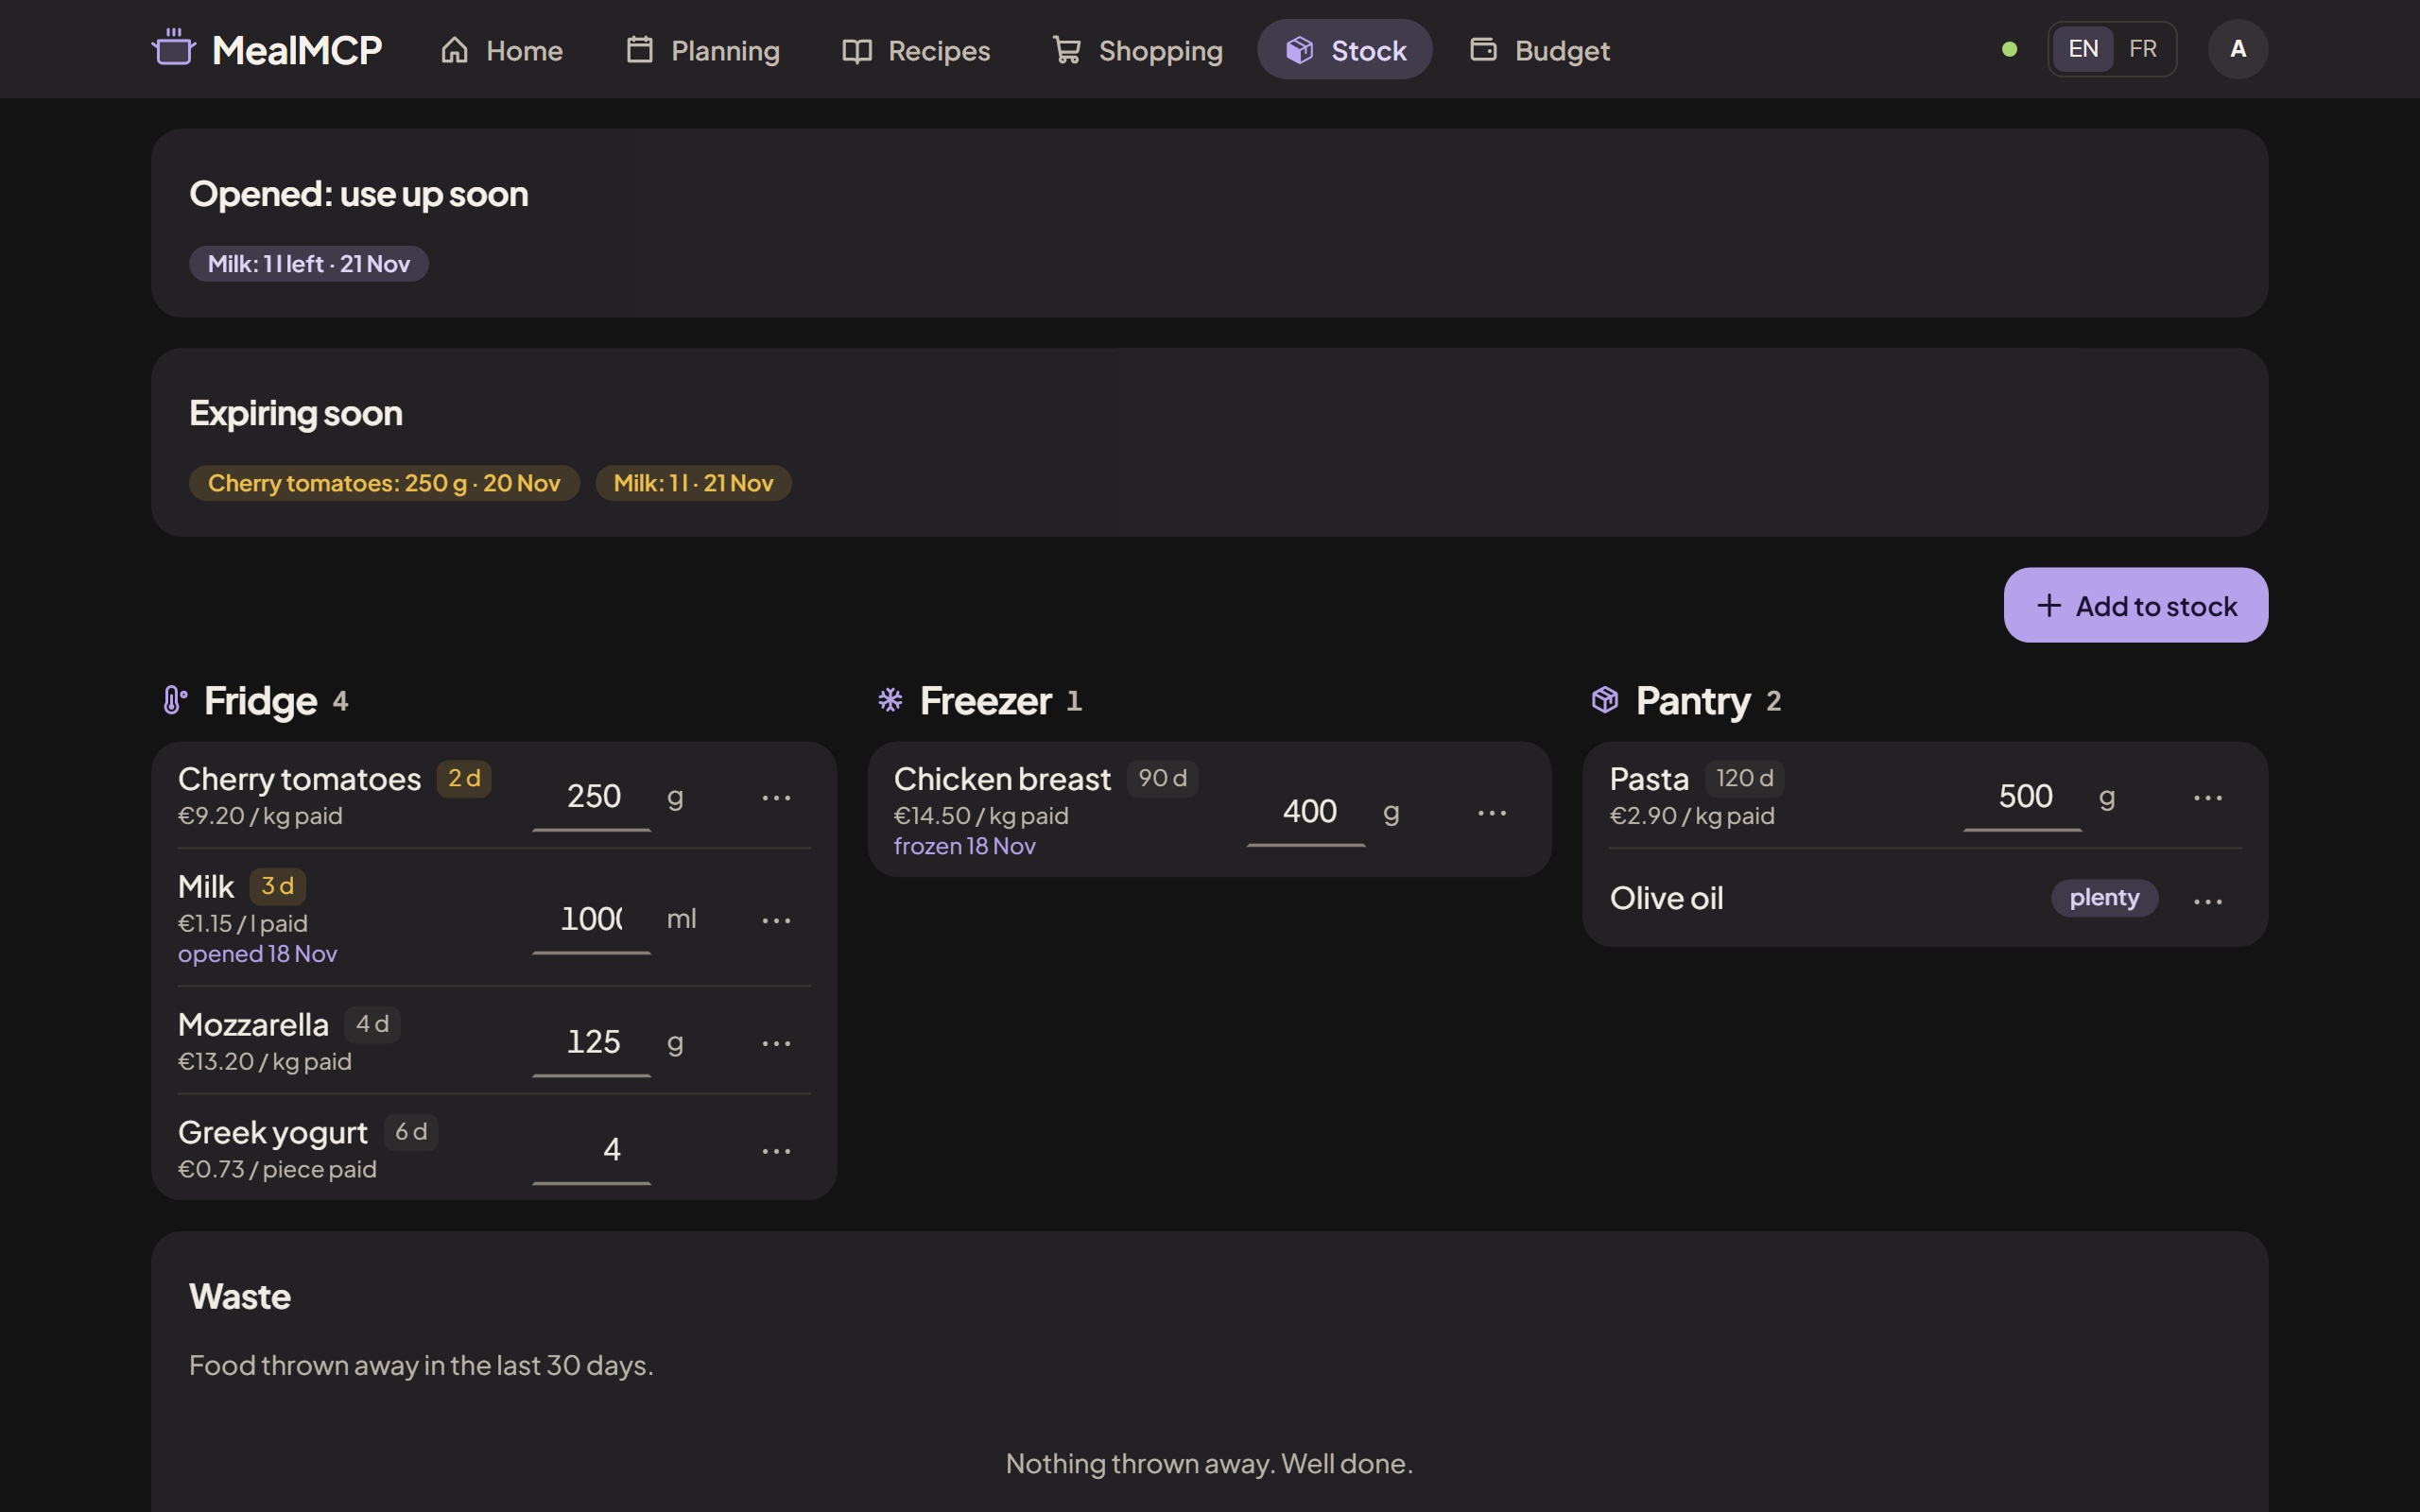 MealMCP Home Planning Recipes Shopping Stock Budget EN FR A
Opened: use up soon
Milk: 1 l left · 21 Nov
Expiring soon
Cherry tomatoes: 250 g · 20 Nov Milk: 1 l · 21 Nov
+ Add to stock
Fridge 4
Cherry tomatoes 2 d 250 g ...
€9.20 / kg paid
Milk 3 d 1000 ml ...
€1.15 / l paid
opened 18 Nov
Mozzarella 4 d 125 g ...
€13.20 / kg paid
Greek yogurt 6 d 4 ...
€0.73 / piece paid
Freezer 1
Chicken breast 90 d 400 g ...
€14.50 / kg paid
frozen 18 Nov
Pantry 2
Pasta 120 d 500 g ...
€2.90 / kg paid
Olive oil plenty ...
Waste
Food thrown away in the last 30 days.
Nothing thrown away. Well done.